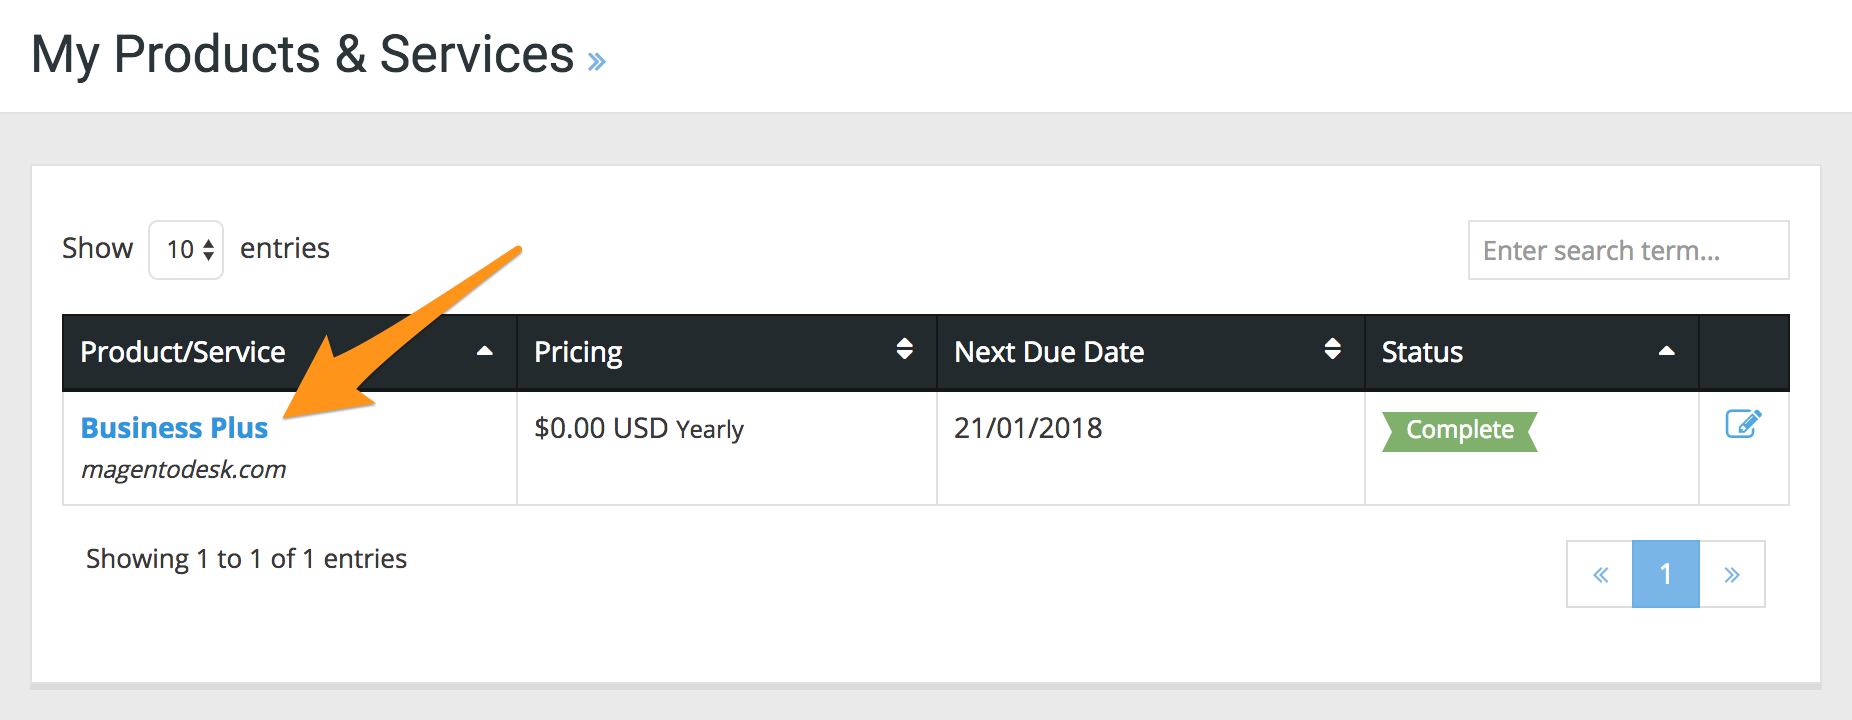 My Products & Services »
Show 10 entries
Enter search term...
Product/Service Pricing Next Due Date Status
Business Plus $0.00 USD Yearly 21/01/2018 Complete
magentodesk.com
Showing 1 to 1 of 1 entries
« 1 »